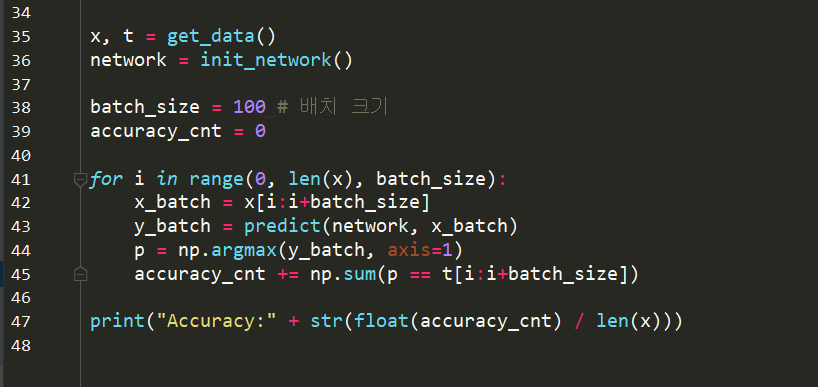 34
35 x, t = get_data()
36 network = init_network()
37
38 batch_size = 100 # 배치 크기
39 accuracy_cnt = 0
40
41 for i in range(0, len(x), batch_size):
42     x_batch = x[i:i+batch_size]
43     y_batch = predict(network, x_batch)
44     p = np.argmax(y_batch, axis=1)
45     accuracy_cnt += np.sum(p == t[i:i+batch_size])
46
47 print("Accuracy:" + str(float(accuracy_cnt) / len(x)))
48